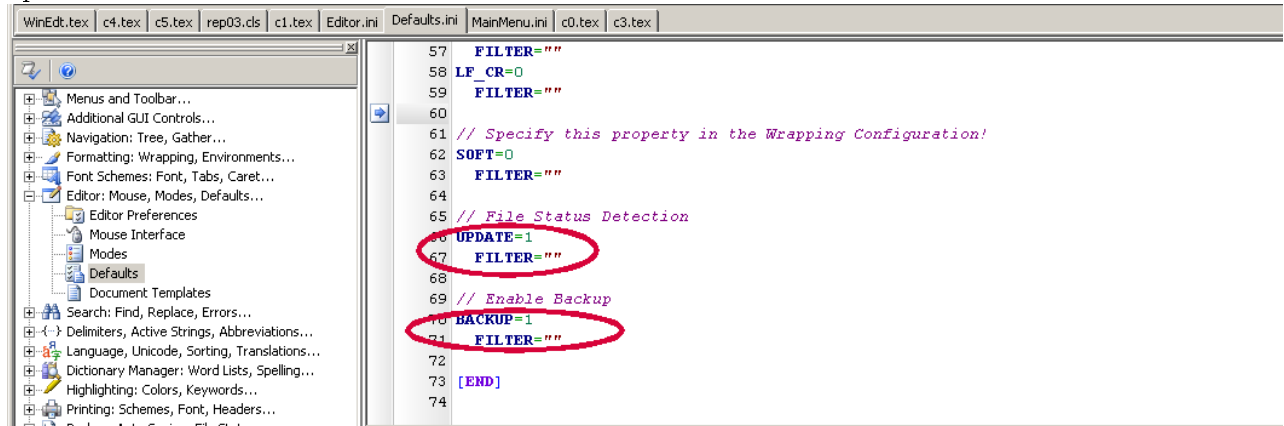 WinEdt.tex c4.tex c5.tex rep03.cls c1.tex Editor.ini Defaults.ini MainMenu.ini c0.tex c3.tex
Menus and Toolbar...
Additional GUI Controls...
Navigation: Tree, Gather...
Formatting: Wrapping, Environments...
Font Schemes: Font, Tabs, Caret...
Editor: Mouse, Modes, Defaults...
Editor Preferences
Mouse Interface
Modes
Defaults
Document Templates
Search: Find, Replace, Errors...
Delimiters, Active Strings, Abbreviations...
Language, Unicode, Sorting, Translations...
Dictionary Manager: Word Lists, Spelling...
Highlighting: Colors, Keywords...
Printing: Schemes, Font, Headers...
57 FILTER=""
58 LF_CR=0
59 FILTER=""
60
61 // Specify this property in the Wrapping Configuration!
62 SOFT=0
63 FILTER=""
64
65 // File Status Detection
66 UPDATE=1
67 FILTER=""
68
69 // Enable Backup
70 BACKUP=1
71 FILTER=""
72
73 [END]
74